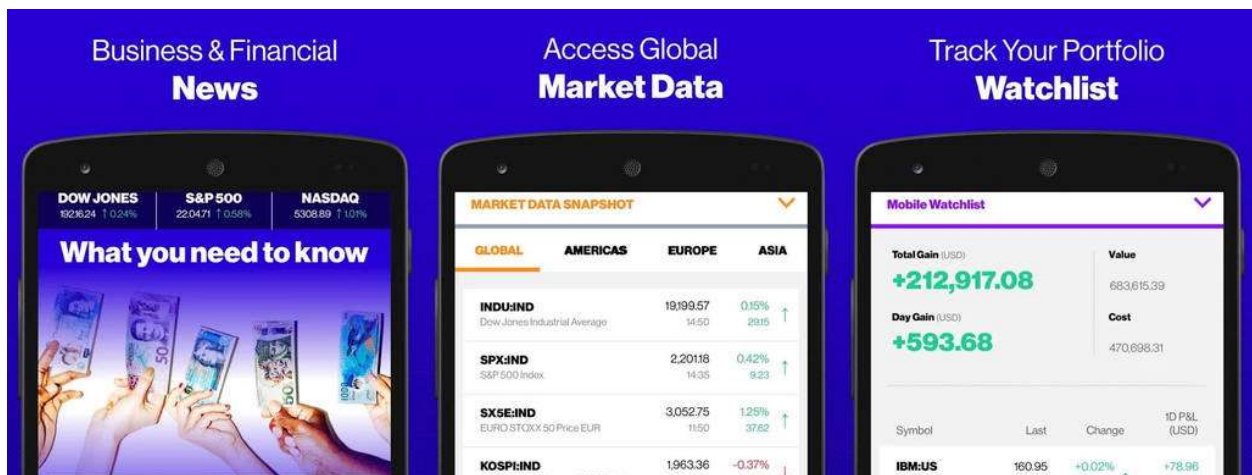 Business & Financial
News
DOW JONES
19216.24 ↑ 0.24%
S&P 500
22.04.71 ↑ 0.58%
NASDAQ
5308.89 ↑ 1.01%
What you need to know
50
50
1000
Access Global
Market Data
MARKET DATA SNAPSHOT
GLOBAL AMERICAS EUROPE ASIA
INDU:IND 19,199.57 0.15% ↑
Dow Jones Industrial Average 14:50 29.15
SPX:IND 2,201.18 0.42% ↑
S&P 500 Index 14:35 9.23
SX5E:IND 3,052.75 1.25% ↑
EURO STOXX 50 Price EUR 11:50 37.62
KOSPI:IND 1,963.36 -0.37% ↓
Track Your Portfolio
Watchlist
Mobile Watchlist
Total Gain (USD) Value
+212,917.08 683,615.39
Day Gain (USD) Cost
+593.68 470,698.31
1D P&L
Symbol Last Change (USD)
IBM:US 160.95 +0.02% ↑ +78.96